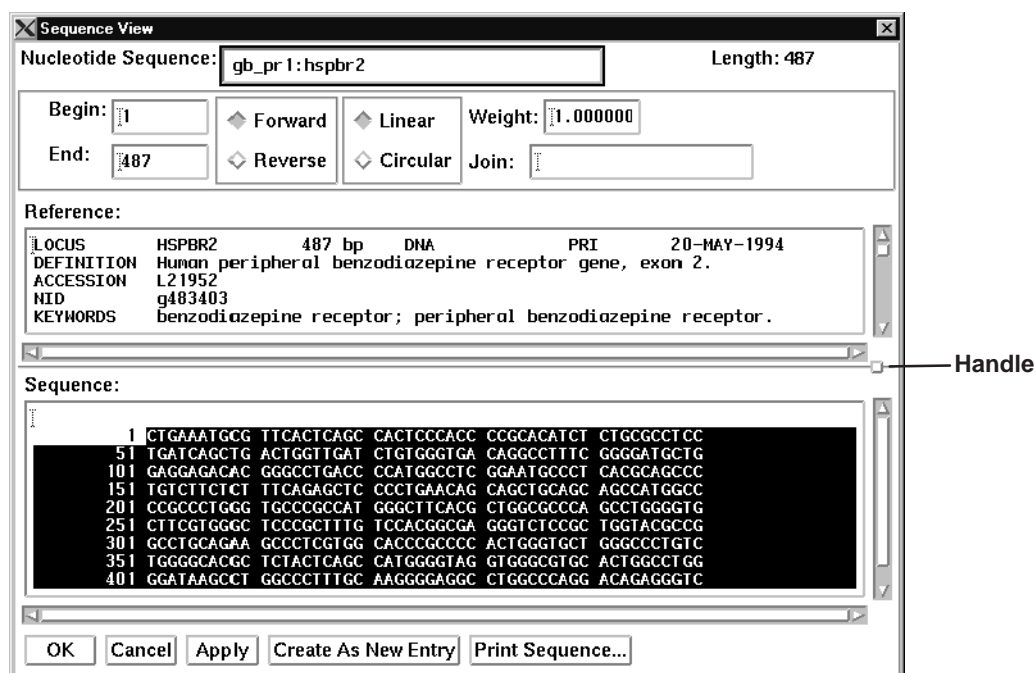 Sequence View
Nucleotide Sequence: gb_pr1:hspbr2 Length: 487
Begin: 1 Forward Linear Weight: 1.000000
End: 487 Reverse Circular Join:
Reference:
LOCUS HSPBR2 487 bp DNA PRI 20-MAY-1994
DEFINITION Human peripheral benzodiazepine receptor gene, exon 2.
ACCESSION L21952
NID g483403
KEYWORDS benzodiazepine receptor; peripheral benzodiazepine receptor.
Handle
Sequence:
1 CTGAAATGCG TTCACTCAGC CACTCCCACC CCGCACATCT CTGCGCCTCC
51 TGATCAGCTG ACTGGTTGAT CTGTGGGTGA CAGGCCTTTC GGGGATGCTG
101 GAGGAGACAC GGGCCTGACC CCATGGCCTC GGAATGCCCT CACGCAGCCC
151 TGTCTTCTCT TTCAGAGCTC CCCTGAACAG CAGCTGCAGC AGCCATGGCC
201 CCGCCCTGGG TGCCCGCCAT GGGCTTCACG CTGGCGCCCA GCCTGGGGTG
251 CTTCGTGGGC TCCCGCTTTG TCCACGGCGA GGGTCTCCGC TGGTACGCCG
301 GCCTGCAGAA GCCCTCGTGG CACCCGCCCC ACTGGGTGCT GGGCCCTGTC
351 TGGGGCACGC TCTACTCAGC CATGGGGTAG GTGGGCGTGC ACTGGCCTGG
401 GGATAAGCCT GGCCCTTTGC AAGGGGAGGC CTGGCCCAGG ACAGAGGGTC
OK Cancel Apply Create As New Entry Print Sequence...